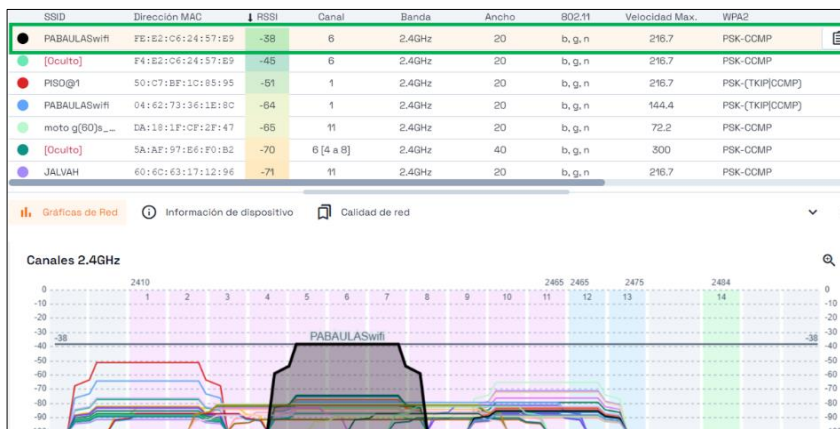 SSID Dirección MAC ↓ RSSI Canal Banda Ancho 802.11 Velocidad Max. WPA2
PABAULASwifi FE:E2:C6:24:57:E9 -38 6 2.4GHz 20 b, g, n 216.7 PSK-CCMP
[Oculto] F4:E2:C6:24:57:E9 -45 6 2.4GHz 20 b, g, n 216.7 PSK-CCMP
PISO@1 50:C7:BF:1C:85:95 -51 1 2.4GHz 20 b, g, n 216.7 PSK-(TKIP|CCMP)
PABAULASwifi 04:62:73:36:1E:8C -64 1 2.4GHz 20 b, g, n 144.4 PSK-(TKIP|CCMP)
moto g(60)s_... DA:18:1F:CF:2F:47 -65 11 2.4GHz 20 b, g, n 72.2 PSK-CCMP
[Oculto] 5A:AF:97:E6:F0:B2 -70 6 [4 a 8] 2.4GHz 40 b, g, n 300 PSK-CCMP
JALVAH 60:6C:63:17:12:96 -71 11 2.4GHz 20 b, g, n 216.7 PSK-CCMP
Gráficas de Red Información de dispositivo Calidad de red
Canales 2.4GHz
2410 2465 2465 2475 2484
0 1 2 3 4 5 6 7 8 9 10 11 12 13 14 0
-10 -10
-20 -20
-30 -30
-38 PABAULASwifi -38
-40 -40
-50 -50
-60 -60
-70 -70
-80 -80
-90 -90